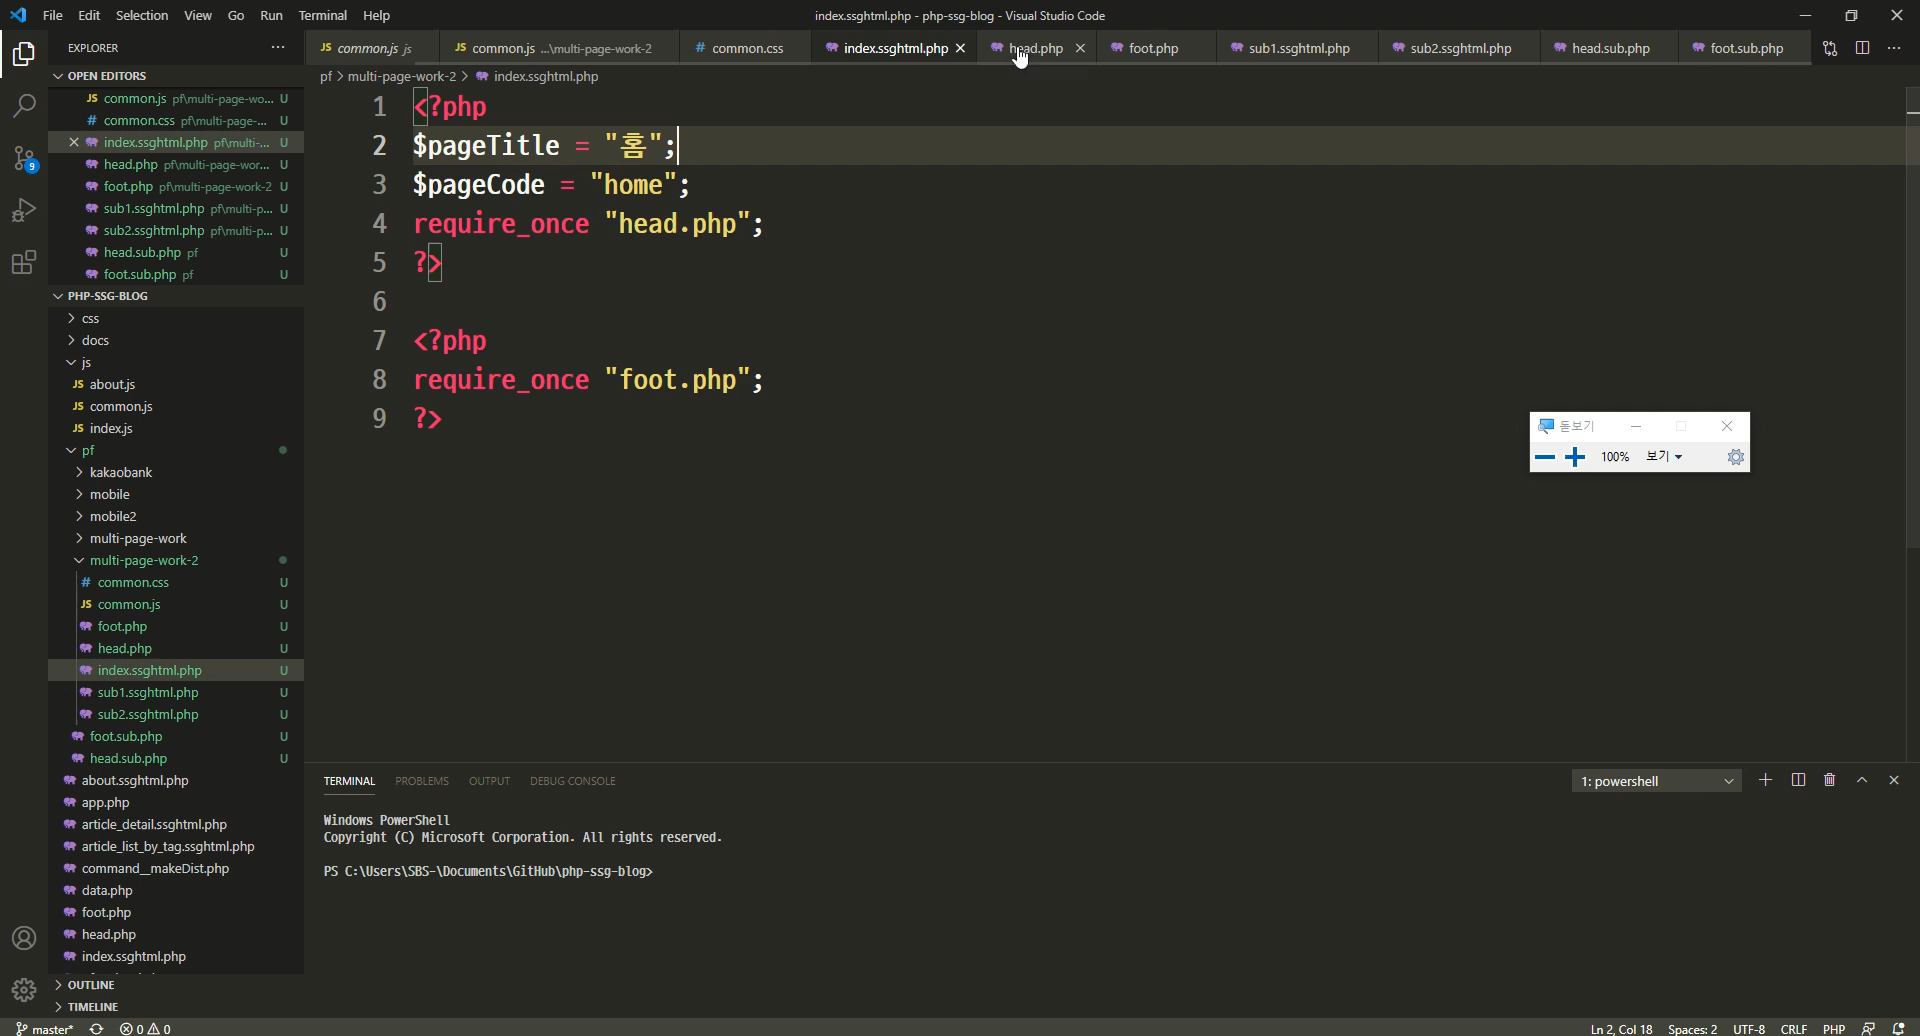 File Edit Selection View Go Run Terminal Help
index.ssghtml.php - php-ssg-blog - Visual Studio Code
EXPLORER
JS common.js js
JS common.js ...\multi-page-work-2
# common.css
index.ssghtml.php
head.php
foot.php
sub1.ssghtml.php
sub2.ssghtml.php
head.sub.php
foot.sub.php
pf > multi-page-work-2 > index.ssghtml.php
OPEN EDITORS
JS common.js pf\multi-page-wo... U
# common.css pf\multi-page-... U
index.ssghtml.php pf\multi-... U
head.php pf\multi-page-wor... U
foot.php pf\multi-page-work-2 U
sub1.ssghtml.php pf\multi-p... U
sub2.ssghtml.php pf\multi-p... U
head.sub.php pf U
foot.sub.php pf U
9
PHP-SSG-BLOG
css
docs
js
JS about.js
JS common.js
JS index.js
pf
kakaobank
mobile
mobile2
multi-page-work
multi-page-work-2
# common.css U
JS common.js U
foot.php U
head.php U
index.ssghtml.php U
sub1.ssghtml.php U
sub2.ssghtml.php U
foot.sub.php U
head.sub.php U
about.ssghtml.php
app.php
article_detail.ssghtml.php
article_list_by_tag.ssghtml.php
command__makeDist.php
data.php
foot.php
head.php
index.ssghtml.php
OUTLINE
TIMELINE
1 <?php
2 $pageTitle = "홈";
3 $pageCode = "home";
4 require_once "head.php";
5 ?>
6
7 <?php
8 require_once "foot.php";
9 ?>
돋보기
100% 보기
TERMINAL PROBLEMS OUTPUT DEBUG CONSOLE
1: powershell
Windows PowerShell
Copyright (C) Microsoft Corporation. All rights reserved.
PS C:\Users\SBS-\Documents\GitHub\php-ssg-blog>
master* 0 0
Ln 2, Col 18 Spaces: 2 UTF-8 CRLF PHP